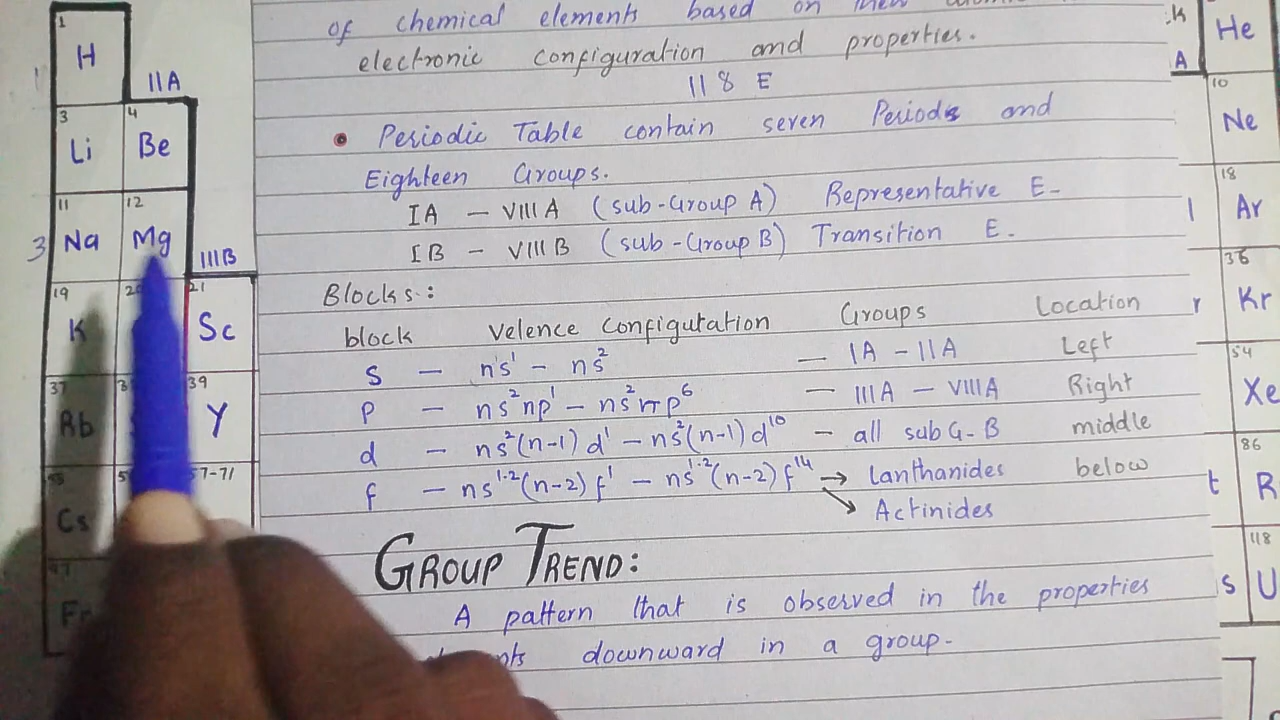 of chemical elements based on
electronic configuration and properties.
118 E
• Periodic Table contain seven Periods and
Eighteen Groups.
IA — VIIIA (sub-Group A) Representative E-
IB — VIIIB (sub-Group B) Transition E-
Blocks:
block velence configutation Groups Location
s — ns¹ - ns² — IA - IIA Left
p — ns²np¹ - ns²np⁶ — IIIA - VIIIA Right
d — ns²(n-1)d¹ - ns²(n-1)d¹⁰ - all sub G-B middle
f — ns¹⁻²(n-2)f¹ - ns¹⁻²(n-2)f¹⁴ → Lanthanides below
↘ Actinides
GROUP TREND:
A pattern that is observed in the properties
downward in a group-
1
H
1
IIA
3 4
Li Be
11 12
3 Na Mg IIIB
19 21
K Sc
37 39
Rb Y
57-71
Cs
A
He
10
Ne
18
Ar
36
r Kr
54
Xe
86
t R
118
s U